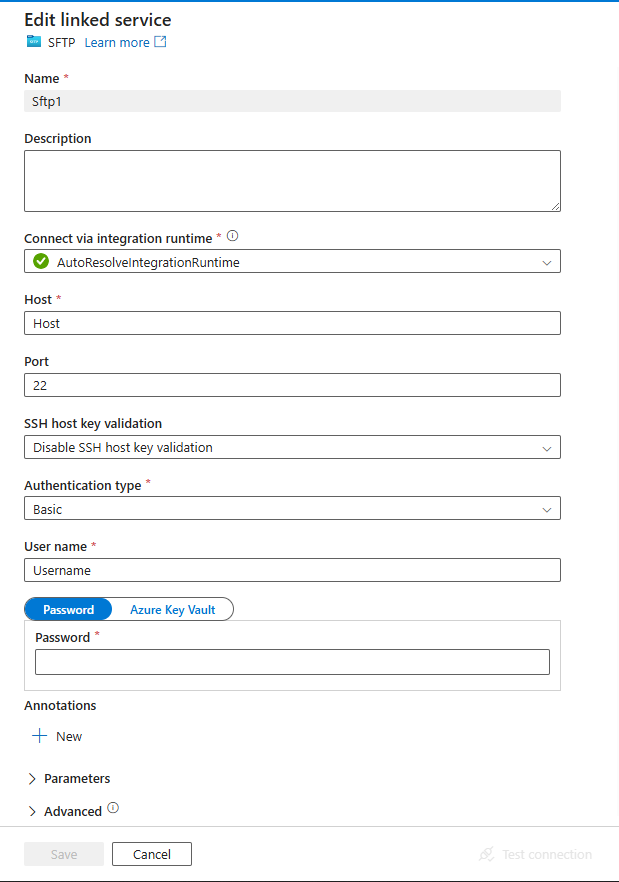 Edit linked service
SFTP Learn more
Name *
Sftp1
Description
Connect via integration runtime *
AutoResolveIntegrationRuntime
Host *
Host
Port
22
SSH host key validation
Disable SSH host key validation
Authentication type *
Basic
User name *
Username
Password Azure Key Vault
Password *
Annotations
New
Parameters
Advanced
Save Cancel Test connection